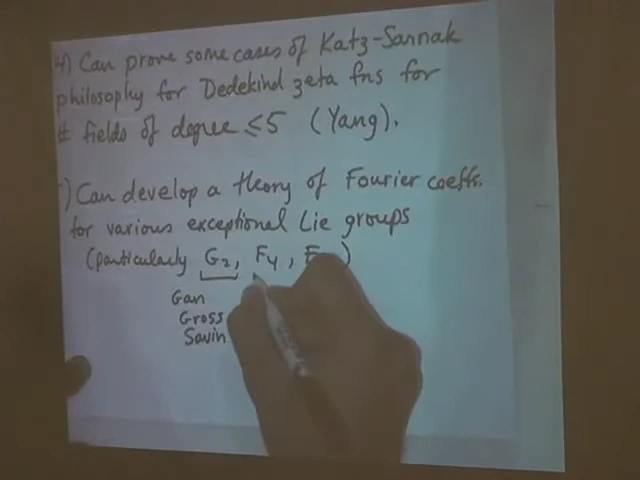 4) Can prove some cases of Katz-Sarnak
philosophy for Dedekind zeta fns for
# fields of degree ≤5 (Yang).
) Can develop a theory of Fourier coeffs.
for various exceptional Lie groups
(particularly G₂, F₄, E )
Gan
Gross
Savin